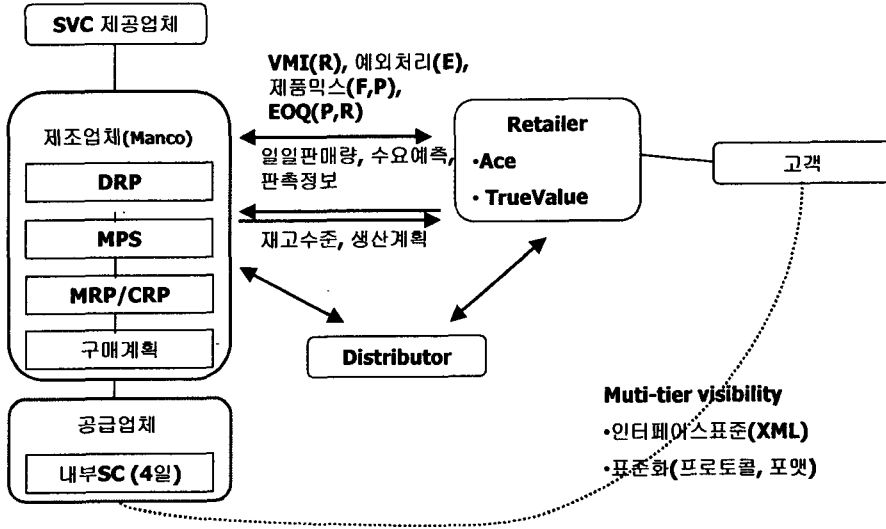 SVC 제공업체
VMI(R), 예외처리(E),
제품믹스(F,P),
EOQ(P,R)
제조업체(Manco)
일일판매량, 수요예측,
판촉정보
DRP
MPS
재고수준, 생산계획
MRP/CRP
구매계획
Retailer
•Ace
• TrueValue
고객
Distributor
공급업체
내부SC (4일)
Muti-tier visibility
•인터페이스표준(XML)
•표준화(프로토콜, 포맷)